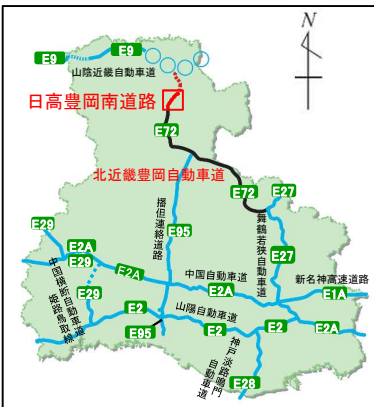 N
E9
E9
山陰近畿自動車道
日高豊岡南道路
E72
北近畿豊岡自動車道
E72
E27
播但連絡道路
舞鶴若狭自動車道
E29
E95
E2A
E29
E27
中国横断自動車道
姫路鳥取線
E2A
中国自動車道
新名神高速道路
E29
E2A
E1A
E2
山陽自動車道
E95
E2
E2
E2A
神戸淡路鳴門
自動車道
E28